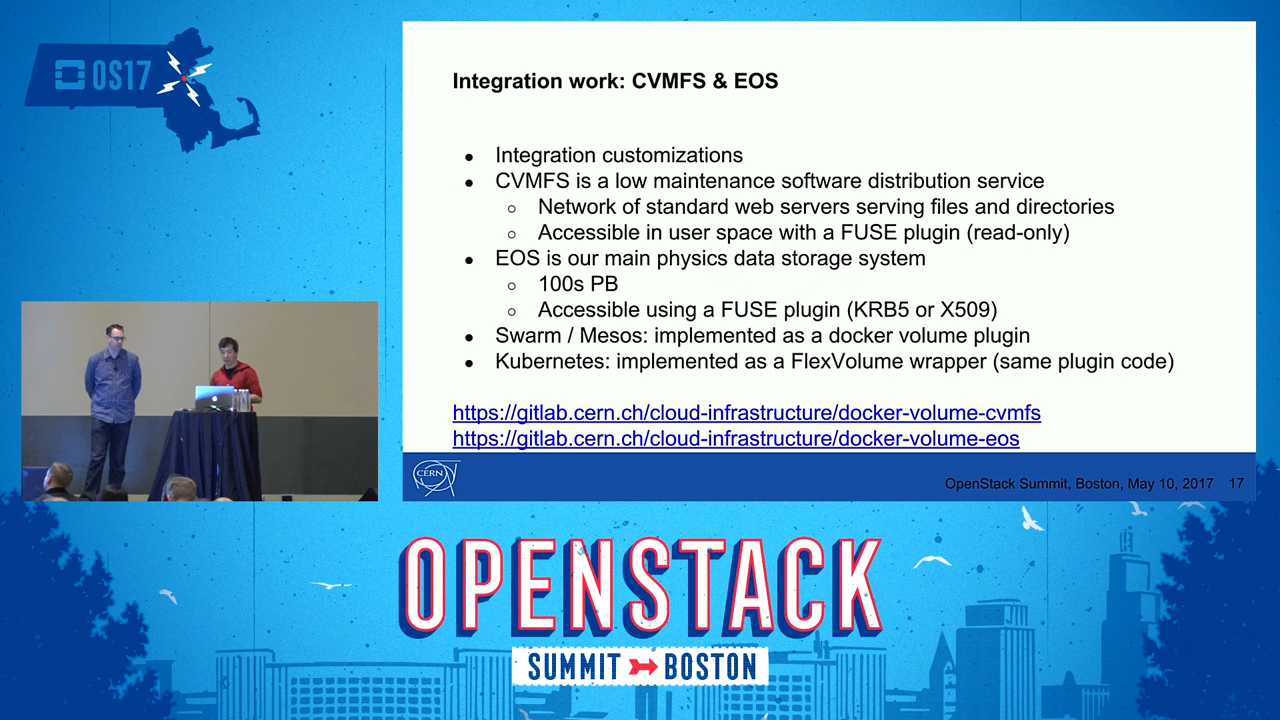 OS17
Integration work: CVMFS & EOS
● Integration customizations
● CVMFS is a low maintenance software distribution service
○ Network of standard web servers serving files and directories
○ Accessible in user space with a FUSE plugin (read-only)
● EOS is our main physics data storage system
○ 100s PB
○ Accessible using a FUSE plugin (KRB5 or X509)
● Swarm / Mesos: implemented as a docker volume plugin
● Kubernetes: implemented as a FlexVolume wrapper (same plugin code)
https://gitlab.cern.ch/cloud-infrastructure/docker-volume-cvmfs
https://gitlab.cern.ch/cloud-infrastructure/docker-volume-eos
CERN
OpenStack Summit, Boston, May 10, 2017 17
OPENSTACK
SUMMIT BOSTON